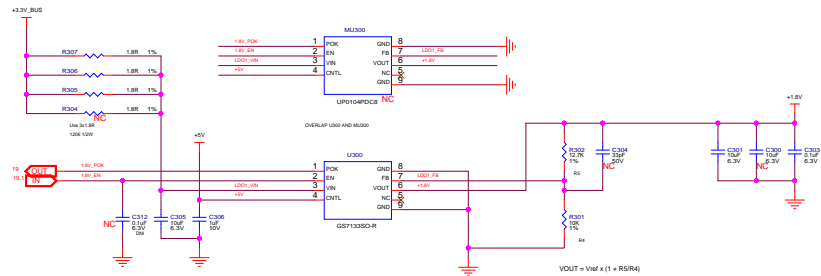 +3.3V_BUS
R307 1.8R 1%
R306 1.8R 1%
R305 1.8R 1%
R304 1.8R 1%
NC
Use 3x1.8R
1206 1/2W
MU300
1.8V_POK 1 POK GND 8
1.8V_EN 2 EN FB 7 LDO1_FB
LDO1_VIN 3 VIN VOUT 6 +1.8V
+5V 4 CNTL NC 5
GND 9
UP0104PDC8 NC
OVERLAP U300 AND MU300
+5V
U300
19 OUT 1.8V_POK 1 POK GND 8
19,1 IN 1.8V_EN 2 EN FB 7 LDO1_FB
LDO1_VIN 3 VIN VOUT 6 +1.8V
+5V 4 CNTL NC 5
GND 9
GS7133SO-R
NC
C312
0.1uF
6.3V
DNI
C305
10uF
6.3V
C306
1uF
10V
R302
12.7K
1%
R5
C304
33pF
50V
NC
R301
10K
1%
R4
+1.8V
C301
10uF
6.3V
C300
10uF
6.3V
NC
C303
0.1uF
6.3V
VOUT = Vref x (1 + R5/R4)